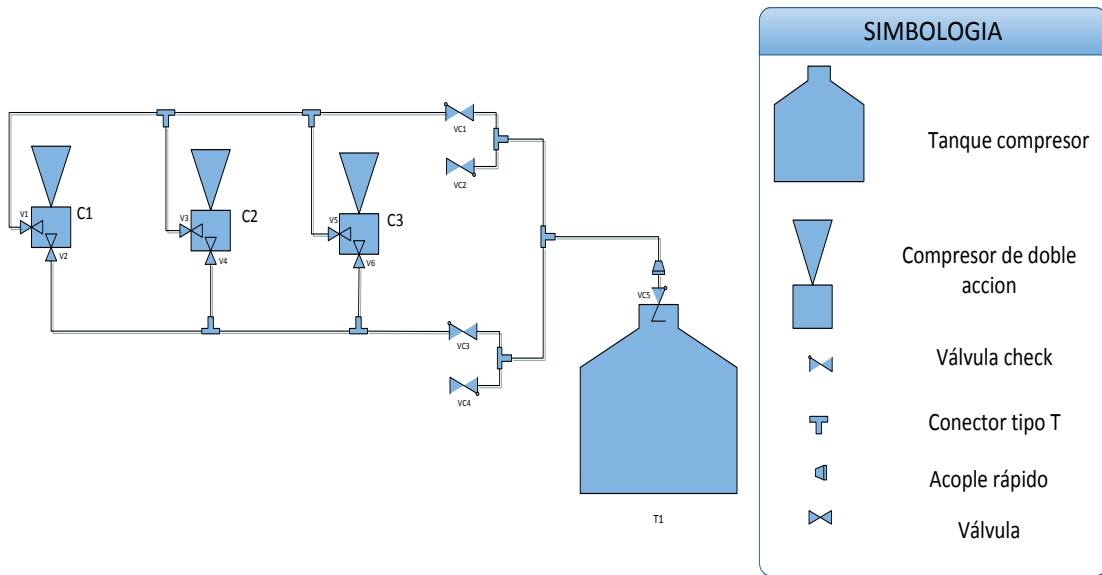 SIMBOLOGIA
Tanque compresor
Compresor de doble
accion
Válvula check
Conector tipo T
Acople rápido
Válvula
VC1
VC2
C1
C2
C3
V1
V2
V3
V4
V5
V6
VC3
VC4
VC5
T1